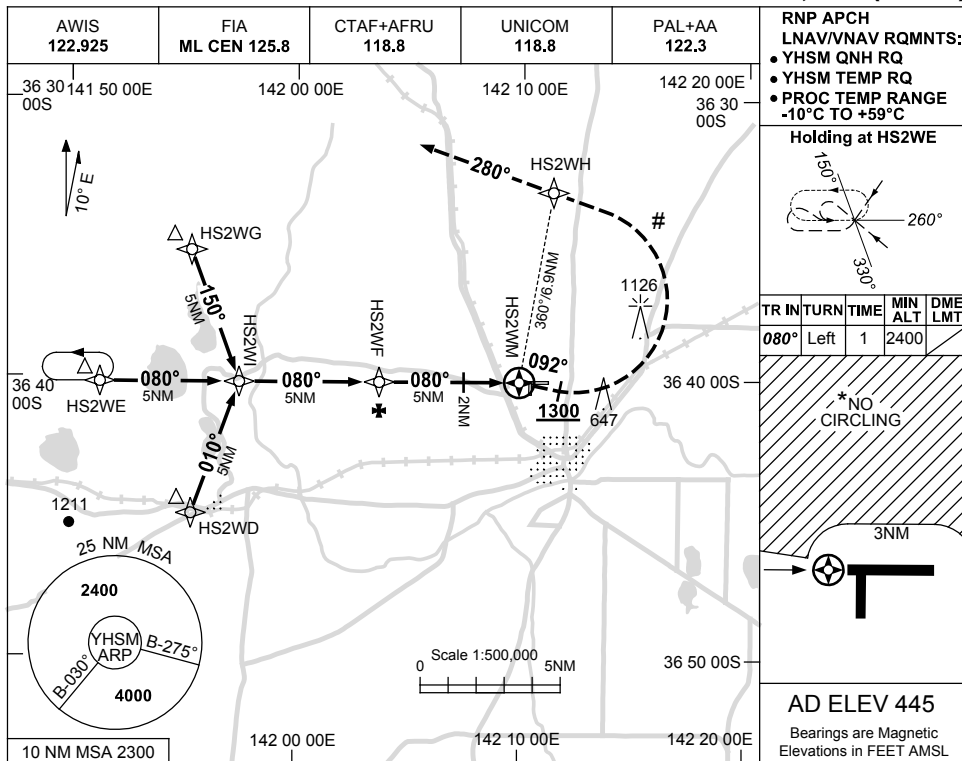 AWIS
122.925
FIA
ML CEN 125.8
CTAF+AFRU
118.8
UNICOM
118.8
PAL+AA
122.3
RNP APCH
LNAV/VNAV RQMNTS:
• YHSM QNH RQ
• YHSM TEMP RQ
• PROC TEMP RANGE
-10°C TO +59°C
36 30
00S
141 50 00E
142 00 00E
142 10 00E
142 20 00E
36 30
00S
10° E
280°
HS2WH
#
HS2WG
150°
5NM
HS2WI
360°/6.9NM
1126
HS2WF
HS2WM
092°
36 40
00S
HS2WE
080°
5NM
080°
5NM
080°
5NM
2NM
1300
647
36 40 00S
010°
5NM
HS2WD
1211
25 NM MSA
2400
YHSM
ARP
B-275°
B-030°
4000
10 NM MSA 2300
Scale 1:500,000
0
5NM
36 50 00S
142 00 00E
142 10 00E
142 20 00E
Holding at HS2WE
150°
260°
330°
TR IN
TURN
TIME
MIN
ALT
DME
LMT
080°
Left
1
2400
*NO
CIRCLING
3NM
AD ELEV 445
Bearings are Magnetic
Elevations in FEET AMSL